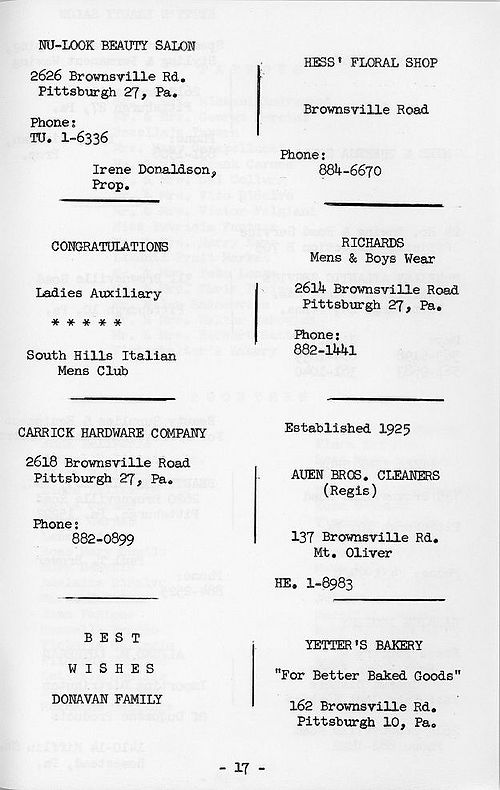 NU-LOOK BEAUTY SALON
2626 Brownsville Rd.
Pittsburgh 27, Pa.
Phone:
TU. 1-6336
Irene Donaldson,
Prop.
HESS' FLORAL SHOP
Brownsville Road
Phone:
884-6670
CONGRATULATIONS
Ladies Auxiliary
* * * * *
South Hills Italian
Mens Club
RICHARDS
Mens & Boys Wear
2614 Brownsville Road
Pittsburgh 27, Pa.
Phone:
882-1441
CARRICK HARDWARE COMPANY
2618 Brownsville Road
Pittsburgh 27, Pa.
Phone:
882-0899
Established 1925
AUEN BROS. CLEANERS
(Regis)
137 Brownsville Rd.
Mt. Oliver
HE. 1-8983
B E S T
W I S H E S
DONAVAN FAMILY
YETTER'S BAKERY
"For Better Baked Goods"
162 Brownsville Rd.
Pittsburgh 10, Pa.
- 17 -